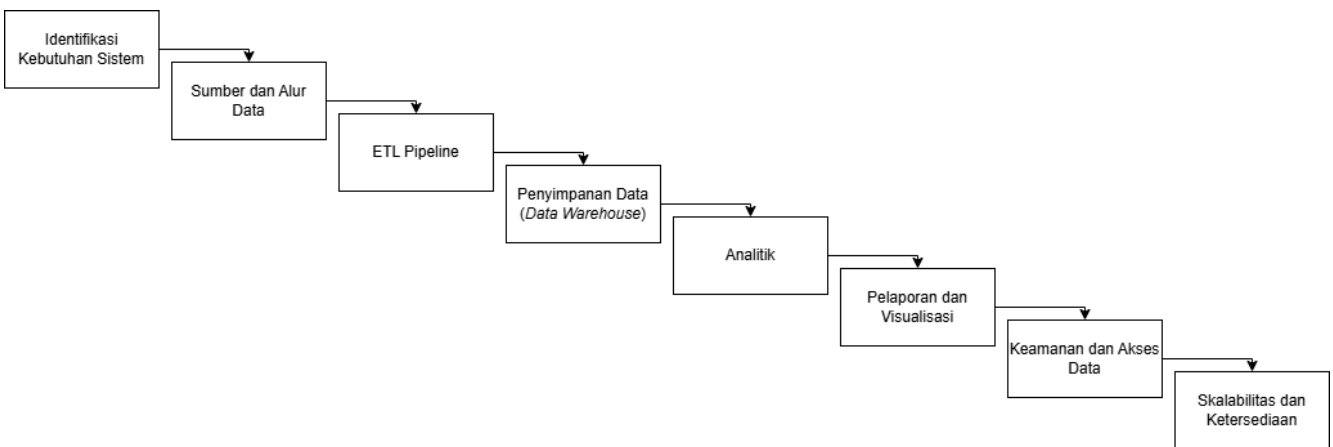 Identifikasi
Kebutuhan Sistem
Sumber dan Alur
Data
ETL Pipeline
Penyimpanan Data
(Data Warehouse)
Analitik
Pelaporan dan
Visualisasi
Keamanan dan Akses
Data
Skalabilitas dan
Ketersediaan